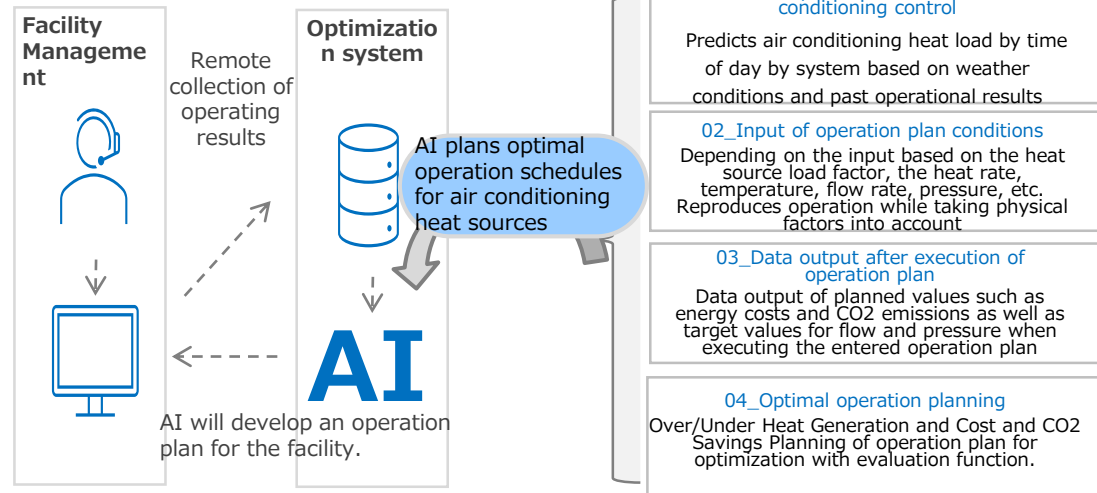 Facility
Manageme
nt
Remote
collection of
operating
results
Optimizatio
n system
AI plans optimal
operation schedules
for air conditioning
heat sources
AI
AI will develop an operation
plan for the facility.
conditioning control
Predicts air conditioning heat load by time
of day by system based on weather
conditions and past operational results
02_Input of operation plan conditions
Depending on the input based on the heat
source load factor, the heat rate,
temperature, flow rate, pressure, etc.
Reproduces operation while taking physical
factors into account
03_Data output after execution of
operation plan
Data output of planned values such as
energy costs and CO2 emissions as well as
target values for flow and pressure when
executing the entered operation plan
04_Optimal operation planning
Over/Under Heat Generation and Cost and CO2
Savings Planning of operation plan for
optimization with evaluation function.